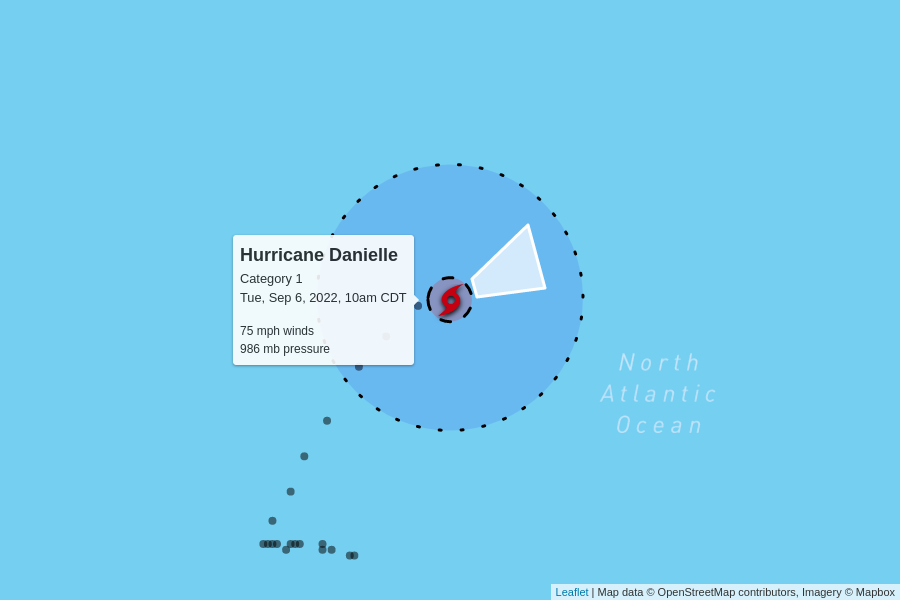 Hurricane Danielle
Category 1
Tue, Sep 6, 2022, 10am CDT
75 mph winds
986 mb pressure
North
Atlantic
Ocean
Leaflet | Map data © OpenStreetMap contributors, Imagery © Mapbox